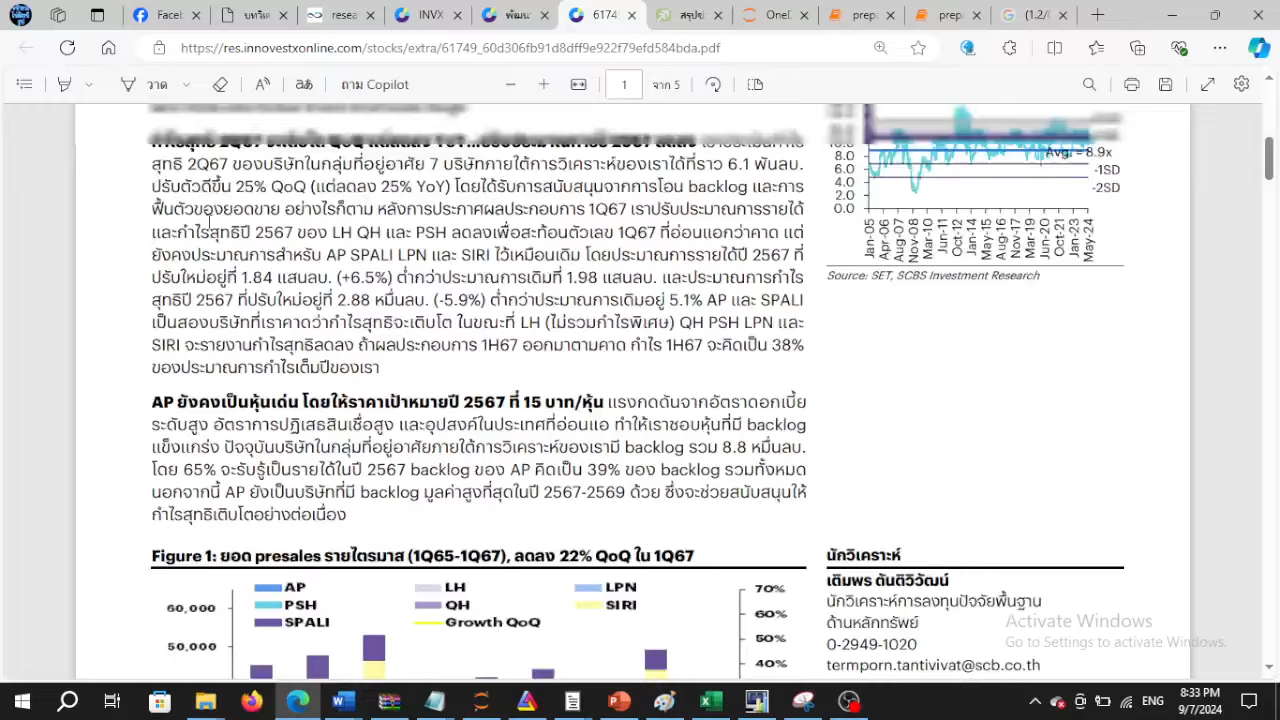 Facel
บทวิเค
resea
INVX
พัฒน
6174
สรุปป
OneD
prep
prep
(1.2/
https://res.innovestxonline.com/stocks/extra/61749_60d306fb91d8dff9e922f79efd584bda.pdf
วาด
ถาม Copilot
1
จาก 5
สุทธิ 2Q67 ของบริษัทในกลุ่มที่อยู่อาศัย 7 บริษัทภายใต้การวิเคราะห์ของเราได้ที่ราว 6.1 พันลบ.
ปรับตัวดีขึ้น 25% QoQ (แต่ลดลง 25% YoY) โดยได้รับการสนับสนุนจากการโอน backlog และการ
ฟื้นตัวของยอดขาย อย่างไรก็ตาม หลังการประกาศผลประกอบการ 1Q67 เราปรับประมาณการรายได้
และกำไรสุทธิปี 2567 ของ LH QH และ PSH ลดลงเพื่อสะท้อนตัวเลข 1Q67 ที่อ่อนแอกว่าคาด แต่
ยังคงประมาณการสำหรับ AP SPALI LPN และ SIRI ไว้เหมือนเดิม โดยประมาณการรายได้ปี 2567 ที่
ปรับใหม่อยู่ที่ 1.84 แสนลบ. (+6.5%) ต่ำกว่าประมาณการเดิมที่ 1.98 แสนลบ. และประมาณการกำไร
สุทธิปี 2567 ที่ปรับใหม่อยู่ที่ 2.88 หมื่นลบ. (-5.9%) ต่ำกว่าประมาณการเดิมอยู่ 5.1% AP และ SPALI
เป็นสองบริษัทที่เราคาดว่ากำไรสุทธิจะเติบโต ในขณะที่ LH (ไม่รวมกำไรพิเศษ) QH PSH LPN และ
SIRI จะรายงานกำไรสุทธิลดลง ถ้าผลประกอบการ 1H67 ออกมาตามคาด กำไร 1H67 จะคิดเป็น 38%
ของประมาณการกำไรเต็มปีของเรา
AP ยังคงเป็นหุ้นเด่น โดยให้ราคาเป้าหมายปี 2567 ที่ 15 บาท/หุ้น แรงกดดันจากอัตราดอกเบี้ย
ระดับสูง อัตราการปฏิเสธสินเชื่อสูง และอุปสงค์ในประเทศที่อ่อนแอ ทำให้เราชอบหุ้นที่มี backlog
แข็งแกร่ง ปัจจุบันบริษัทในกลุ่มที่อยู่อาศัยภายใต้การวิเคราะห์ของเรามี backlog รวม 8.8 หมื่นลบ.
โดย 65% จะรับรู้เป็นรายได้ในปี 2567 backlog ของ AP คิดเป็น 39% ของ backlog รวมทั้งหมด
นอกจากนี้ AP ยังเป็นบริษัทที่มี backlog มูลค่าสูงที่สุดในปี 2567-2569 ด้วย ซึ่งจะช่วยสนับสนุนให้
กำไรสุทธิเติบโตอย่างต่อเนื่อง
Figure 1: ยอด presales รายไตรมาส (1Q65-1Q67), ลดลง 22% QoQ ใน 1Q67
AP LH LPN
PSH QH SIRI
SPALI Growth QoQ
60,000
50,000
70%
60%
50%
40%
10.0
8.0
6.0
4.0
2.0
0.0
Avg. = 8.9x
-1SD
-2SD
Jan-05
Apr-06
Aug-07
Nov-08
Mar-10
Jun-11
Oct-12
Jan-14
May-15
Aug-16
Nov-17
Mar-19
Jun-20
Oct-21
Jan-23
May-24
Source: SET, SCBS Investment Research
นักวิเคราะห์
เติมพร ตันติวิวัฒน์
นักวิเคราะห์การลงทุนปัจจัยพื้นฐาน
ด้านหลักทรัพย์
0-2949-1020
termporn.tantivivat@scb.co.th
Activate Windows
Go to Settings to activate Windows.
ENG
8:33 PM
9/7/2024